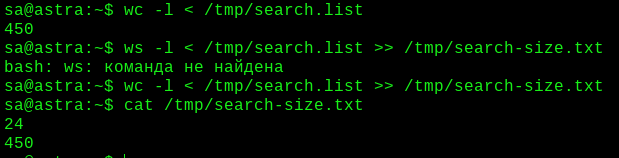 sa@astra:~$ wc -l < /tmp/search.list
450
sa@astra:~$ ws -l < /tmp/search.list >> /tmp/search-size.txt
bash: ws: команда не найдена
sa@astra:~$ wc -l < /tmp/search.list >> /tmp/search-size.txt
sa@astra:~$ cat /tmp/search-size.txt
24
450